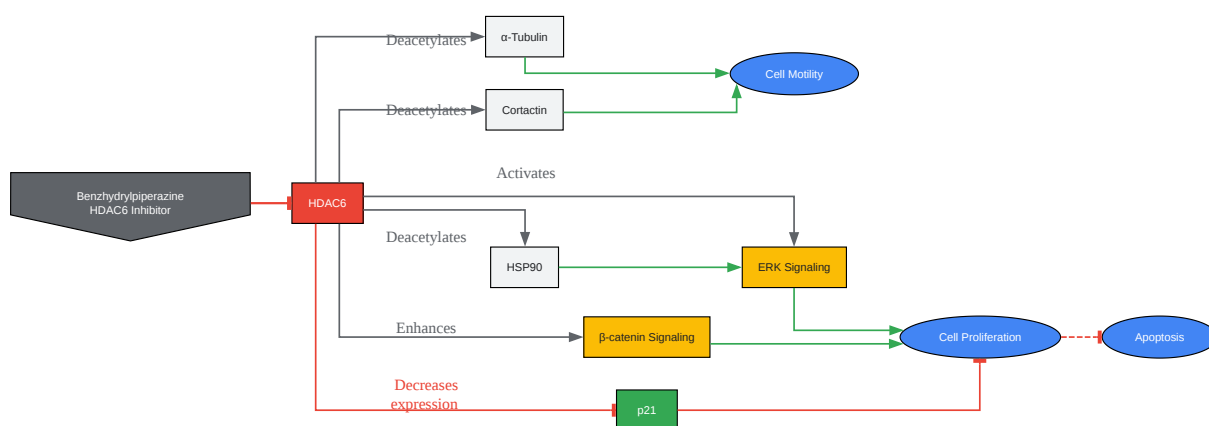 Deacetylates
α-Tubulin
Cell Motility
Deacetylates
Cortactin
Activates
Benzhydrylpiperazine
HDAC6 Inhibitor
HDAC6
Deacetylates
HSP90
ERK Signaling
Enhances
β-catenin Signaling
Cell Proliferation
Apoptosis
Decreases
expression
p21